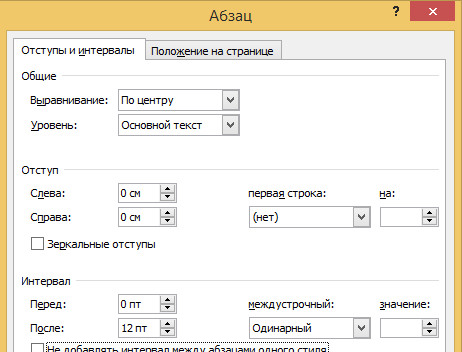 Абзац
Отступы и интервалы Положение на странице
Общие
Выравнивание: По центру
Уровень: Основной текст
Отступ
Слева: 0 см первая строка: на:
Справа: 0 см (нет)
Зеркальные отступы
Интервал
Перед: 0 пт междустрочный: значение:
После: 12 пт Одинарный
Не добавлять интервал между абзацами одного стиля